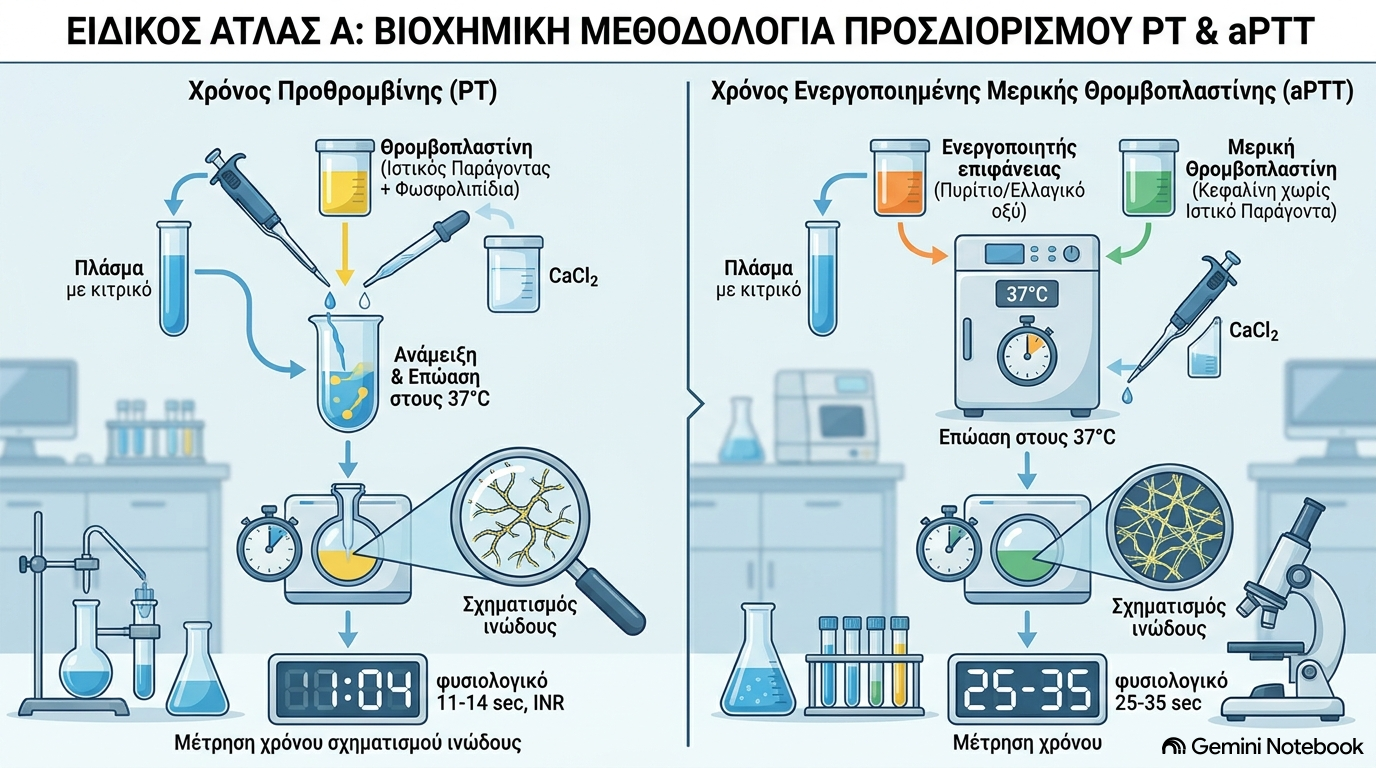 ΕΙΔΙΚΟΣ ΑΤΛΑΣ Α: ΒΙΟΧΗΜΙΚΗ ΜΕΘΟΔΟΛΟΓΙΑ ΠΡΟΣΔΙΟΡΙΣΜΟΥ PT & aPTT
Χρόνος Προθρομβίνης (PT)
Θρομβοπλαστίνη
(Ιστικός Παράγοντας
+ Φωσφολιπίδια)
Πλάσμα
με κιτρικό
CaCl₂
Ανάμειξη
& Επώαση
στους 37°C
Σχηματισμός
ινώδους
11:04
φυσιολογικό
11-14 sec, INR
Μέτρηση χρόνου σχηματισμού ινώδους
Χρόνος Ενεργοποιημένης Μερικής Θρομβοπλαστίνης (aPTT)
Ενεργοποιητής
επιφάνειας
(Πυρίτιο/Ελλαγικό
οξύ)
Μερική
Θρομβοπλαστίνη
(Κεφαλίνη χωρίς
Ιστικό Παράγοντα)
Πλάσμα
με κιτρικό
37°C
CaCl₂
Επώαση στους 37°C
Σχηματισμός
ινώδους
25-35
φυσιολογικό
25-35 sec
Μέτρηση χρόνου
Gemini Notebook